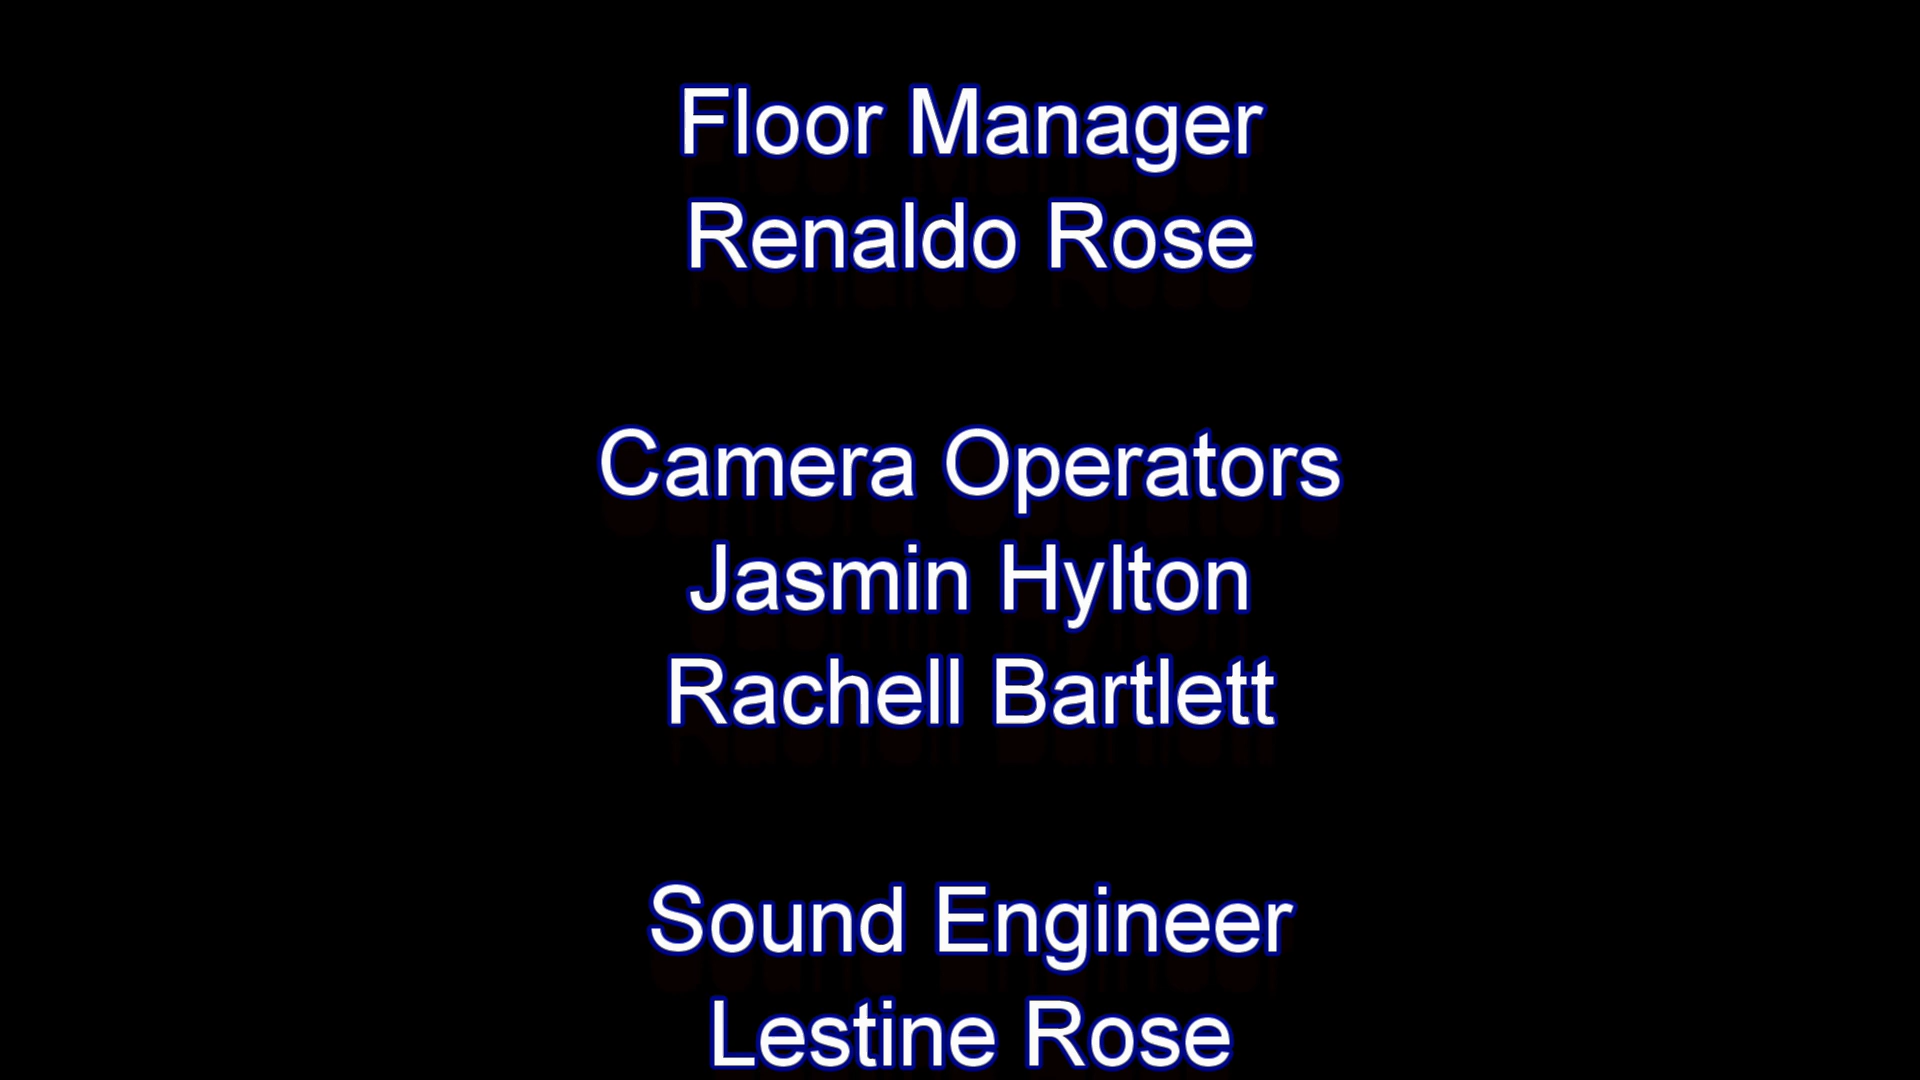 Floor Manager
Renaldo Rose
Camera Operators
Jasmin Hylton
Rachell Bartlett
Sound Engineer
Lestine Rose